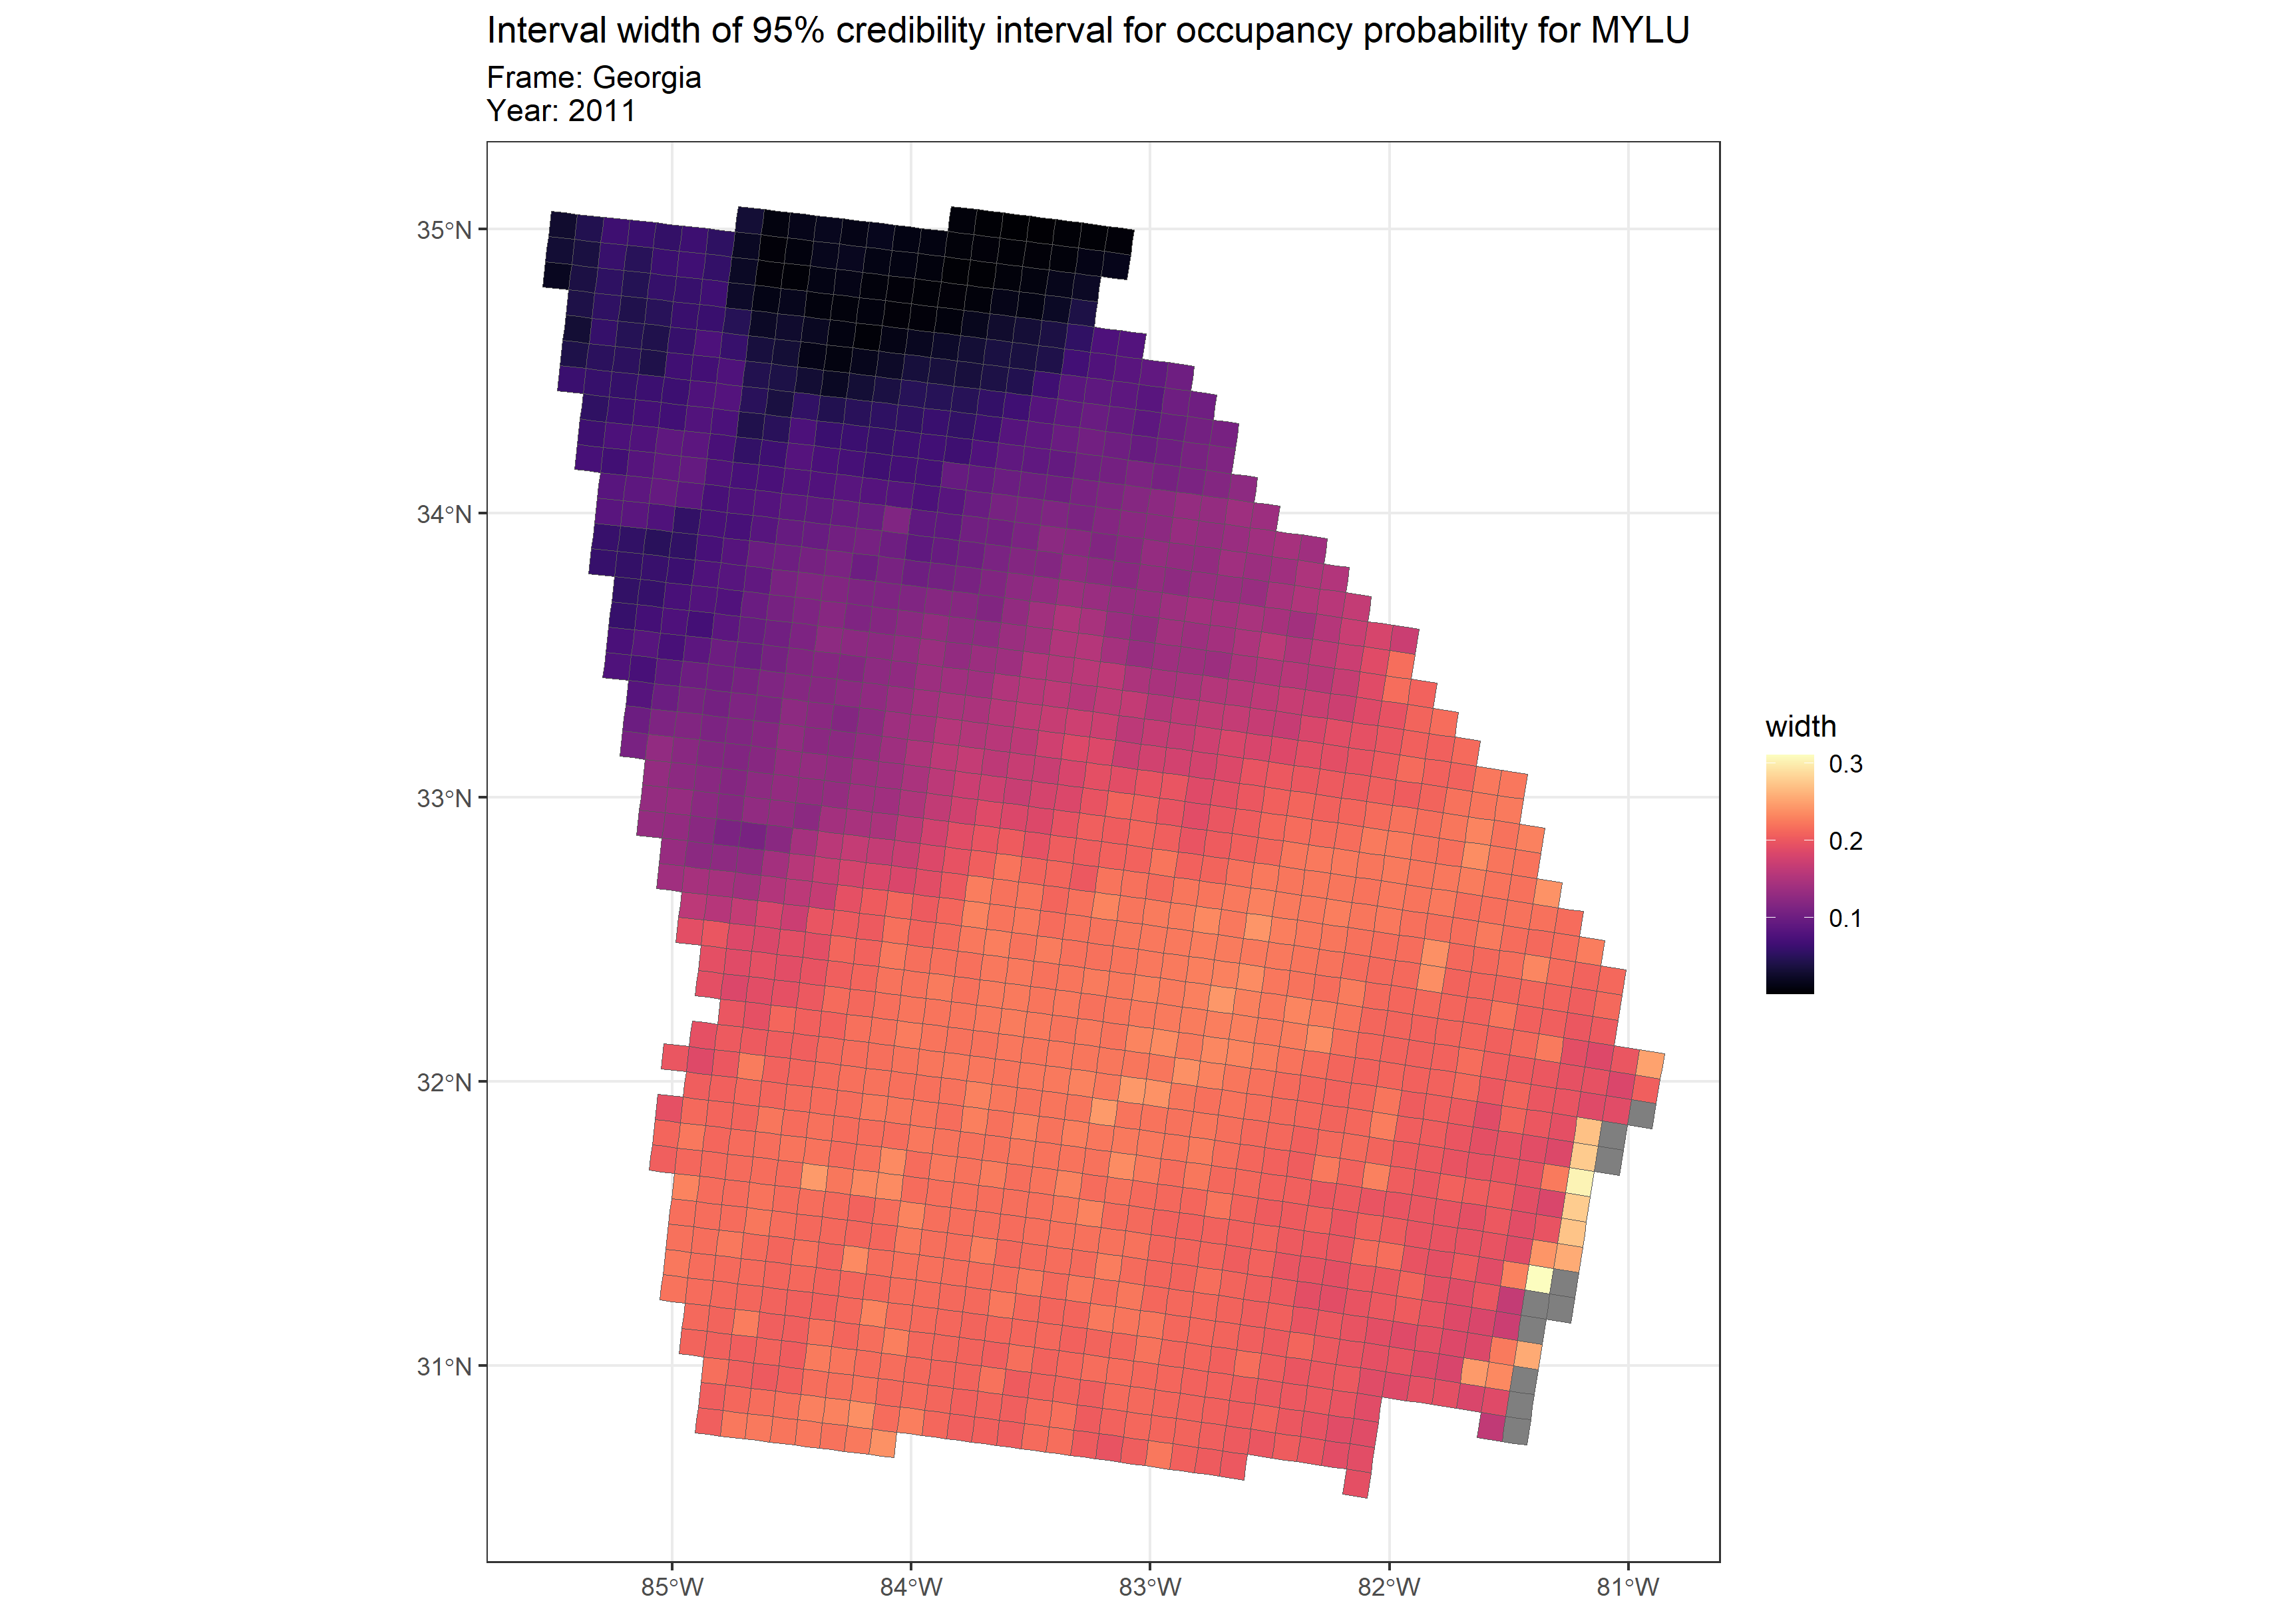 Interval width of 95% credibility interval for occupancy probability for MYLU
Frame: Georgia
Year: 2011
35°N
34°N
33°N
32°N
31°N
85°W
84°W
83°W
82°W
81°W
width
0.3
0.2
0.1